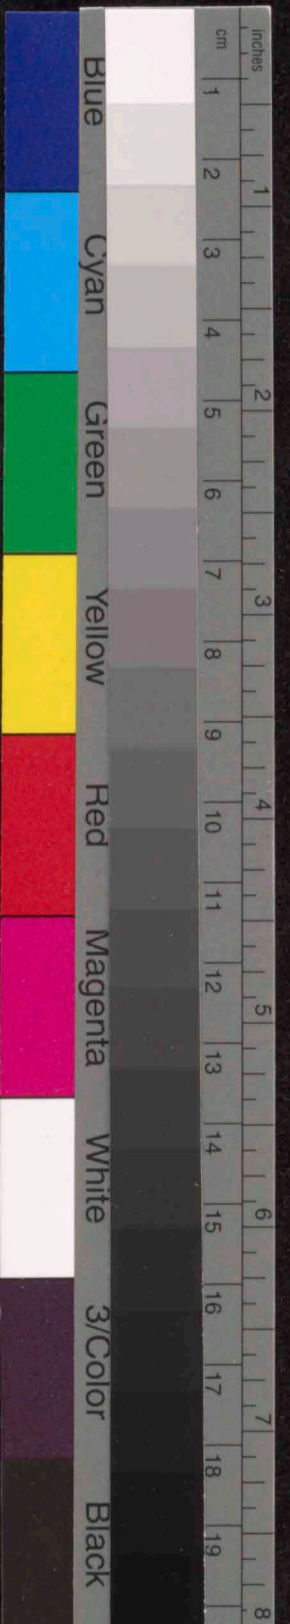 inches
cm
1
2
3
4
5
6
7
8
1
2
3
4
5
6
7
8
9
10
11
12
13
14
15
16
17
18
19
Blue
Cyan
Green
Yellow
Red
Magenta
White
3/Color
Black